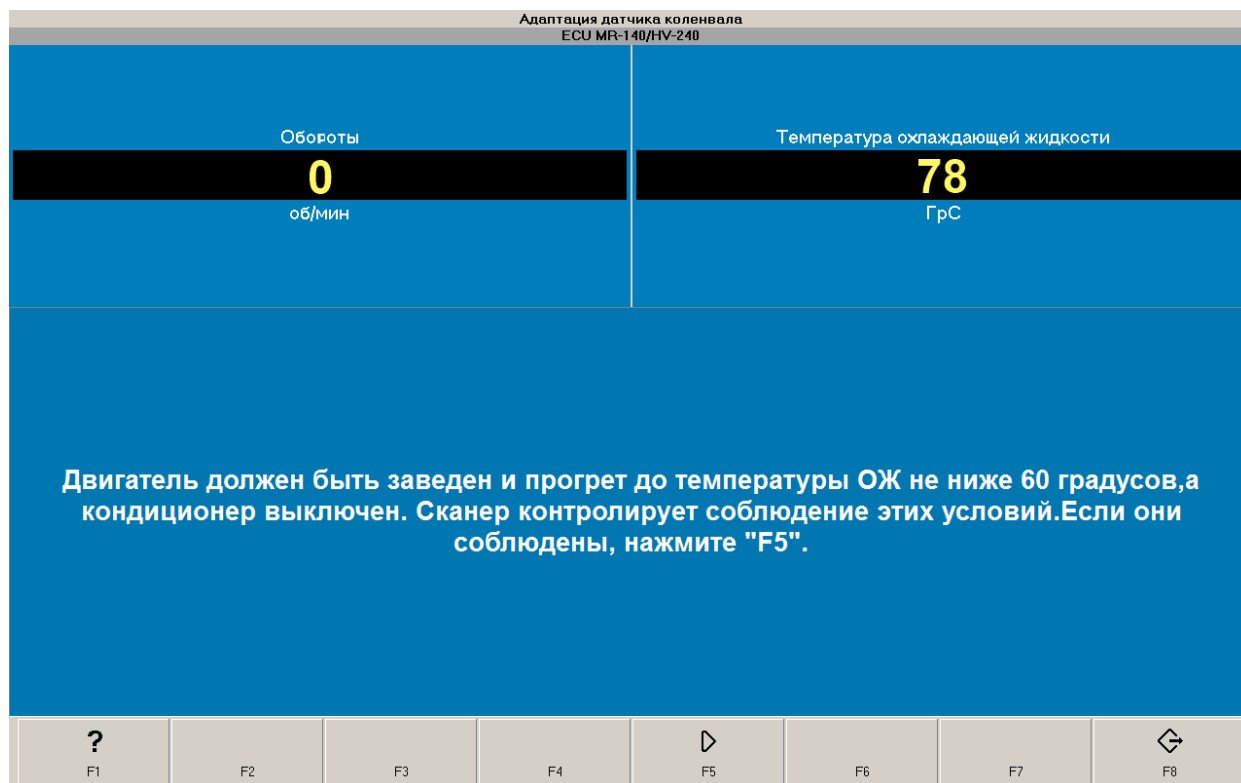 Адаптация датчика коленвала
ECU MR-140/HV-240
Обороты
0
об/мин
Температура охлаждающей жидкости
78
ГрС
Двигатель должен быть заведен и прогрет до температуры ОЖ не ниже 60 градусов,а
кондиционер выключен. Сканер контролирует соблюдение этих условий.Если они
соблюдены, нажмите "F5".
?
F1
F2
F3
F4
F5
F6
F7
F8